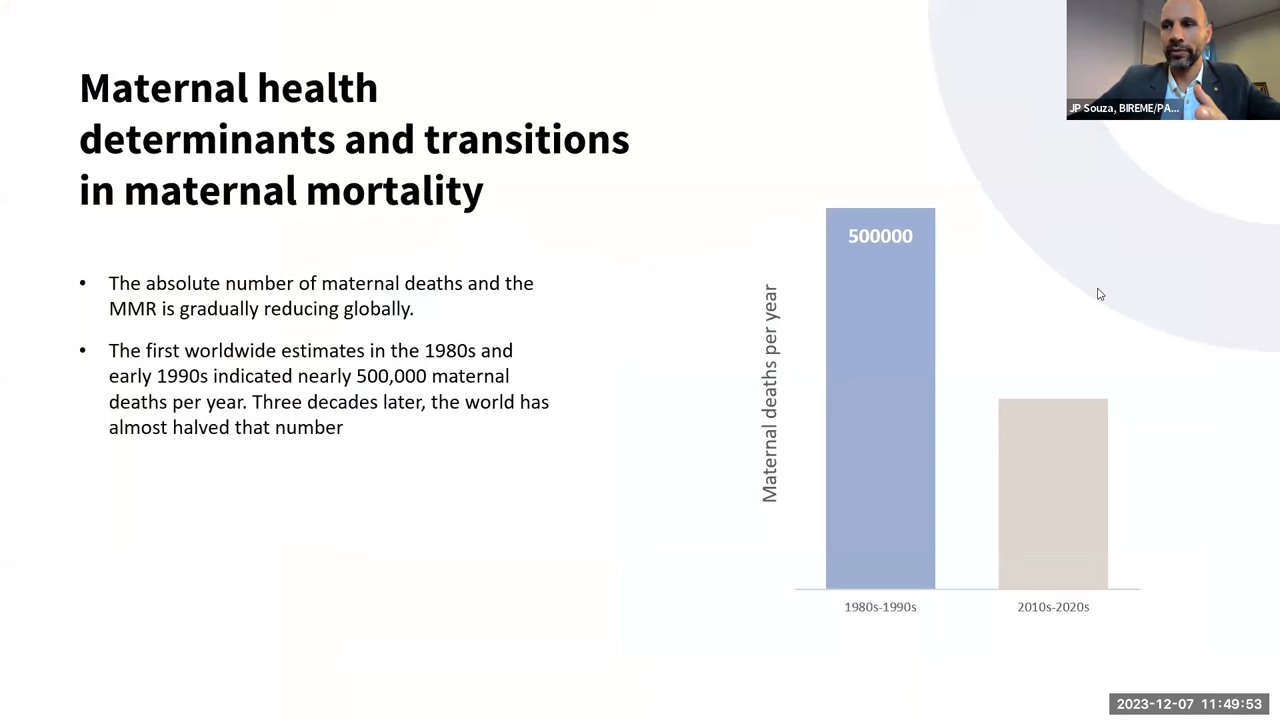 Maternal health
determinants and transitions
in maternal mortality
• The absolute number of maternal deaths and the
MMR is gradually reducing globally.
• The first worldwide estimates in the 1980s and
early 1990s indicated nearly 500,000 maternal
deaths per year. Three decades later, the world has
almost halved that number
JP Souza, BIREME/PA...
Maternal deaths per year
500000
1980s-1990s
2010s-2020s
2023-12-07 11:49:53